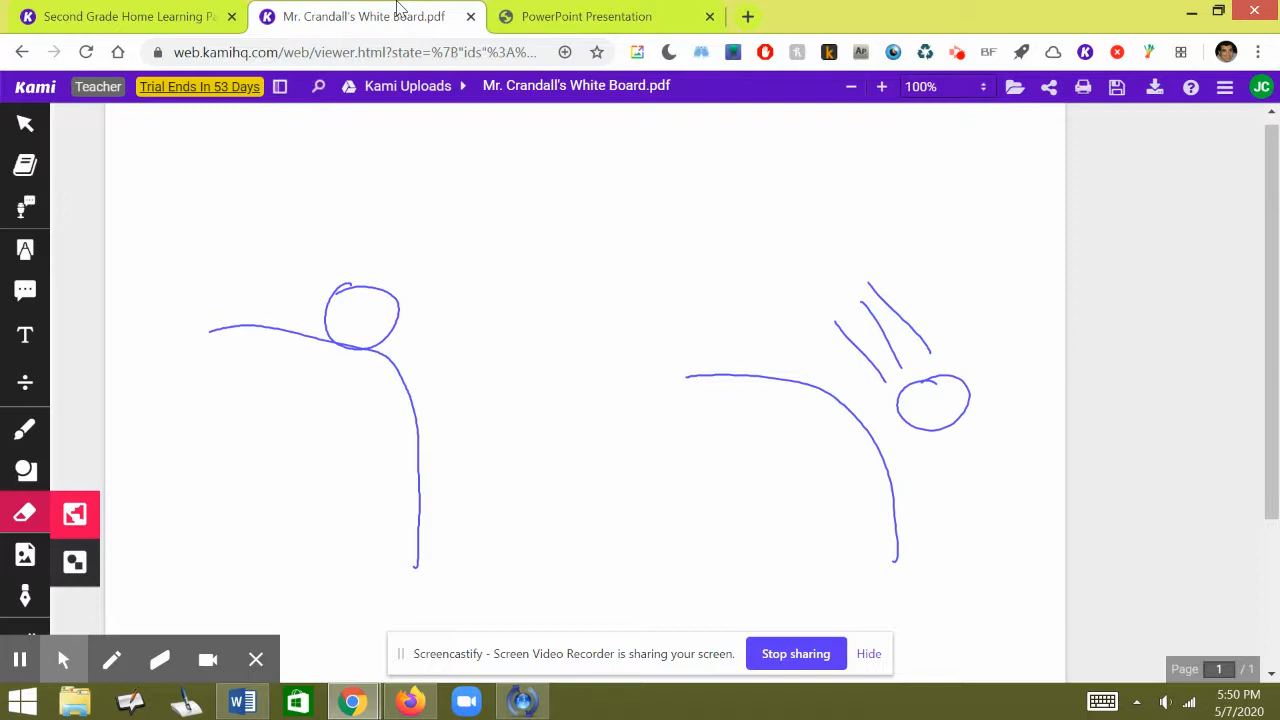 Second Grade Home Learning Pa
Mr. Crandall's White Board.pdf
PowerPoint Presentation
web.kamihq.com/web/viewer.html?state=%7B"ids"%3A%...
Ap
BF
Kami
Teacher
Trial Ends In 53 Days
Kami Uploads
Mr. Crandall's White Board.pdf
100%
JC
Screencastify - Screen Video Recorder is sharing your screen.
Stop sharing
Hide
Page 1 / 1
5:50 PM
5/7/2020